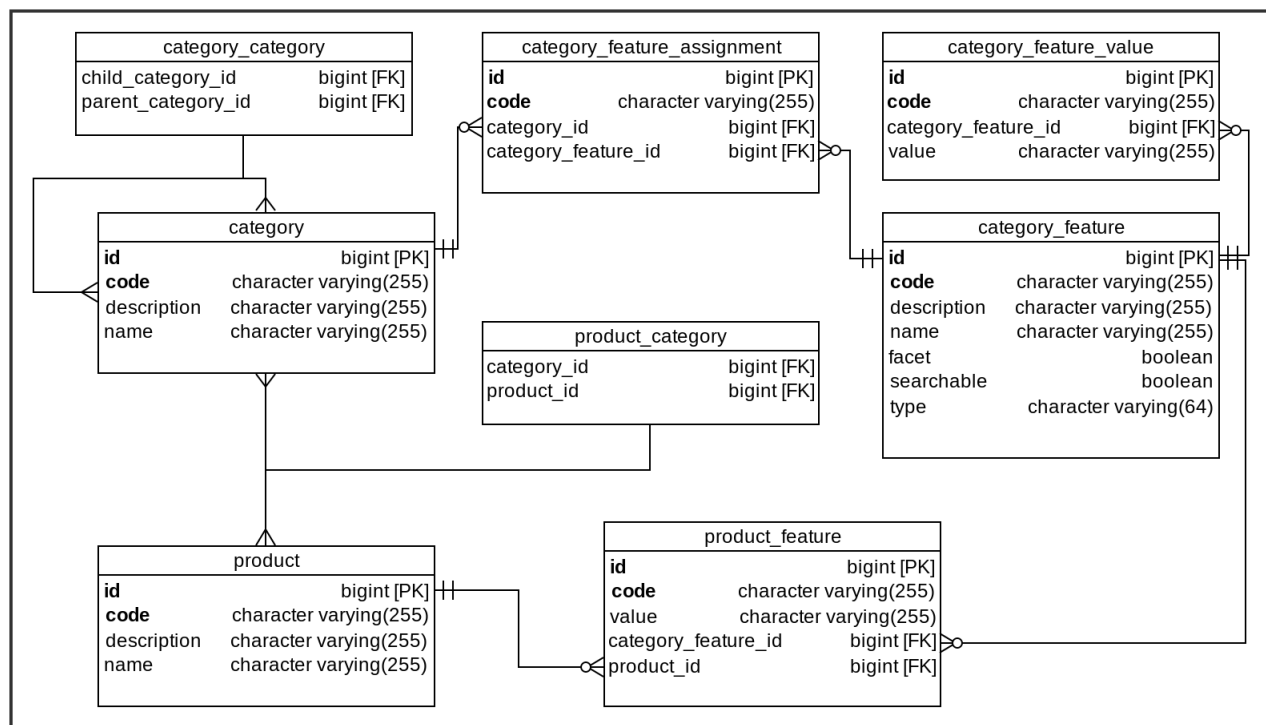 category_category
child_category_id bigint [FK]
parent_category_id bigint [FK]
category_feature_assignment
id bigint [PK]
code character varying(255)
category_id bigint [FK]
category_feature_id bigint [FK]
category_feature_value
id bigint [PK]
code character varying(255)
category_feature_id bigint [FK]
value character varying(255)
category
id bigint [PK]
code character varying(255)
description character varying(255)
name character varying(255)
category_feature
id bigint [PK]
code character varying(255)
description character varying(255)
name character varying(255)
facet boolean
searchable boolean
type character varying(64)
product_category
category_id bigint [FK]
product_id bigint [FK]
product
id bigint [PK]
code character varying(255)
description character varying(255)
name character varying(255)
product_feature
id bigint [PK]
code character varying(255)
value character varying(255)
category_feature_id bigint [FK]
product_id bigint [FK]